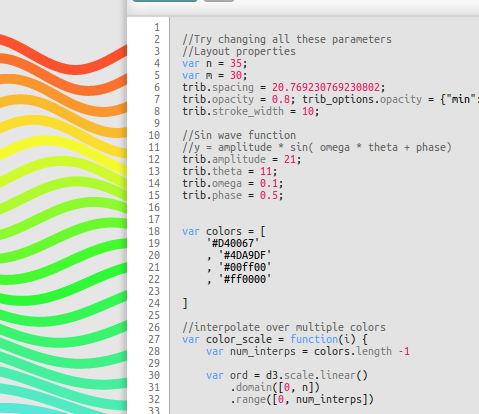 1
2 //Try changing all these parameters
3 //Layout properties
4 var n = 35;
5 var m = 30;
6 trib.spacing = 20.769230769230802;
7 trib.opacity = 0.8; trib_options.opacity = {"min":
8 trib.stroke_width = 10;
9
10 //Sin wave function
11 //y = amplitude * sin( omega * theta + phase)
12 trib.amplitude = 21;
13 trib.theta = 11;
14 trib.omega = 0.1;
15 trib.phase = 0.5;
16
17
18 var colors = [
19 '#D40067'
20 , '#4DA9DF'
21 , '#00ff00'
22 , '#ff0000'
23
24 ]
25
26 //interpolate over multiple colors
27 var color_scale = function(i) {
28 var num_interps = colors.length -1
29
30 var ord = d3.scale.linear()
31 .domain([0, n])
32 .range([0, num_interps])
33